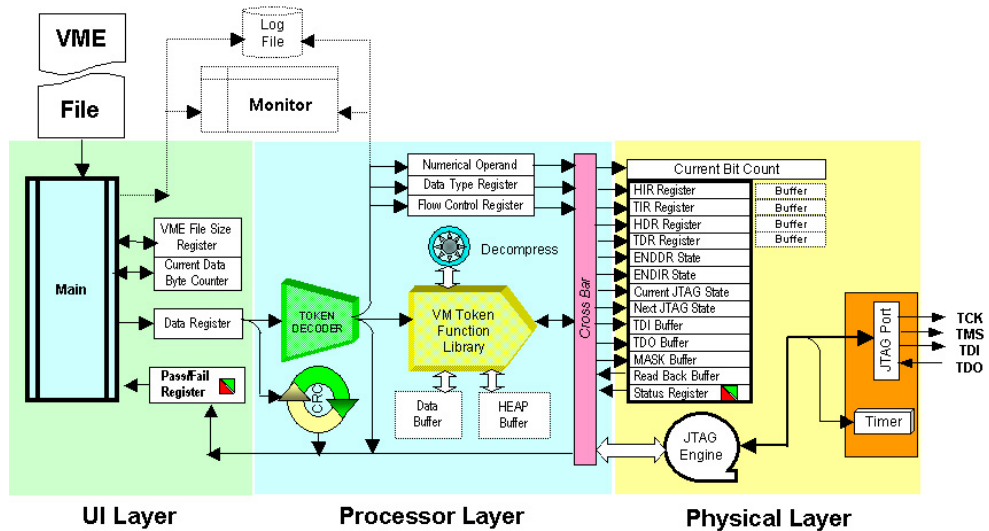 VME
File
Log
File
Monitor
Main
VME File Size
Register
Current Data
Byte Counter
Data Register
Pass/Fail
Register
TOKEN
DECODER
CRC
Numerical Operand
Data Type Register
Flow Control Register
Decompress
VM Token
Function
Library
Data
Buffer
HEAP
Buffer
Cross Bar
Current Bit Count
HIR Register
Buffer
TIR Register
Buffer
HDR Register
Buffer
TDR Register
Buffer
ENDDR State
ENDIR State
Current JTAG State
Next JTAG State
TDI Buffer
TDO Buffer
MASK Buffer
Read Back Buffer
Status Register
JTAG
Engine
JTAG Port
Timer
TCK
TMS
TDI
TDO
UI Layer
Processor Layer
Physical Layer